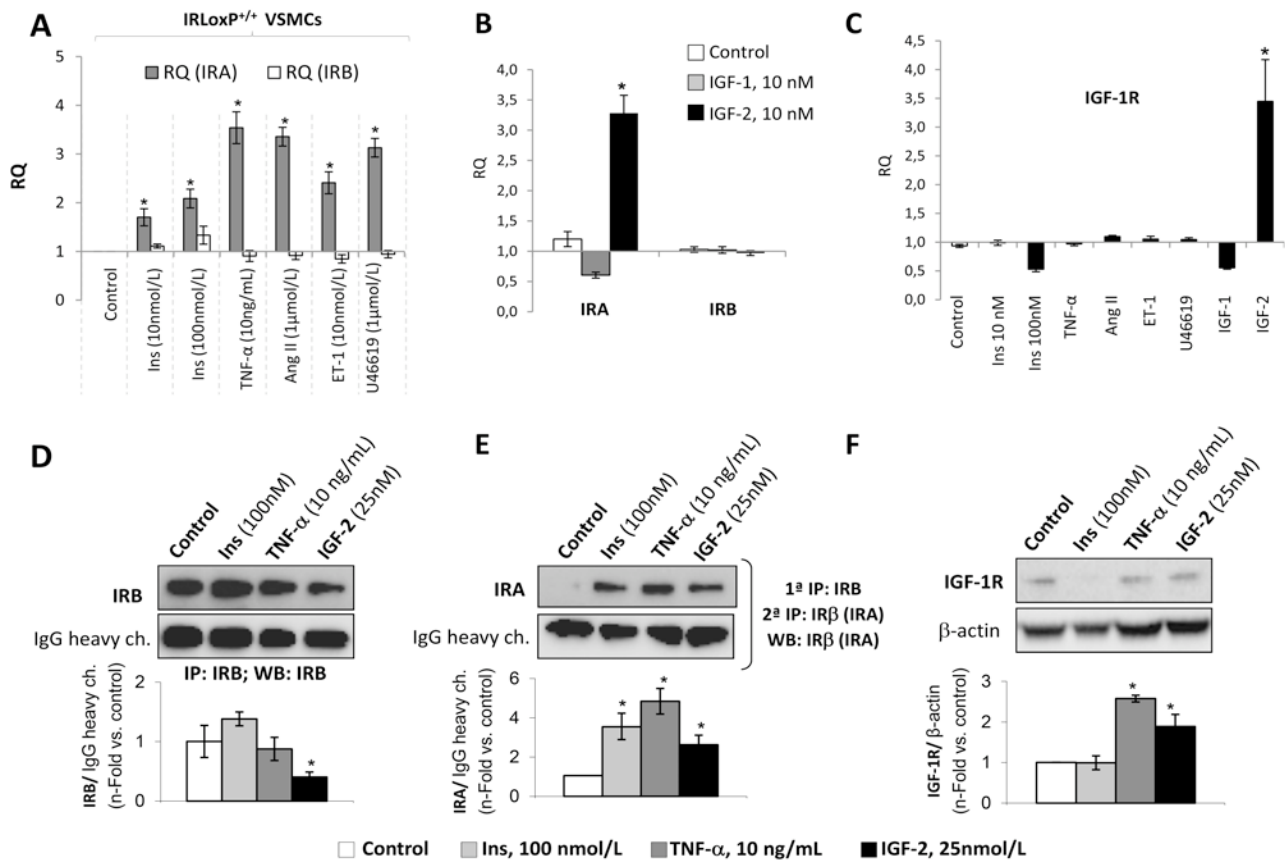 A
IRLoxP+/+ VSMCs
RQ (IRA)
RQ (IRB)
RQ
5
4
3
2
1
0
Control
Ins (10nmol/L)
Ins (100nmol/L)
TNF-α (10ng/mL)
Ang II (1μmol/L)
ET-1 (10nmol/L)
U46619 (1μmol/L)
* * * * * *
B
Control
IGF-1, 10 nM
IGF-2, 10 nM
RQ
4,0
3,5
3,0
2,5
2,0
1,5
1,0
0,5
0,0
*
IRA
IRB
C
IGF-1R
RQ
4,5
4,0
3,5
3,0
2,5
2,0
1,5
1,0
0,5
0,0
*
Control
Ins 10 nM
Ins 100nM
TNF-α
Ang II
ET-1
U46619
IGF-1
IGF-2
D
Control
Ins (100nM)
TNF-α (10 ng/mL)
IGF-2 (25nM)
IRB
IgG heavy ch.
IP: IRB; WB: IRB
IRB/ IgG heavy ch.
(n-Fold vs. control)
2
1
0
*
E
Control
Ins (100nM)
TNF-α (10 ng/mL)
IGF-2 (25nM)
IRA
IgG heavy ch.
1ª IP: IRB
2ª IP: IRβ (IRA)
WB: IRβ (IRA)
IRA/ IgG heavy ch.
(n-Fold vs. control)
6
4
2
0
* * *
F
Control
Ins (100nM)
TNF-α (10 ng/mL)
IGF-2 (25nM)
IGF-1R
β-actin
IGF-1R/ β-actin
(n-Fold vs. control)
3
2
1
0
* *
Control
Ins, 100 nmol/L
TNF-α, 10 ng/mL
IGF-2, 25nmol/L